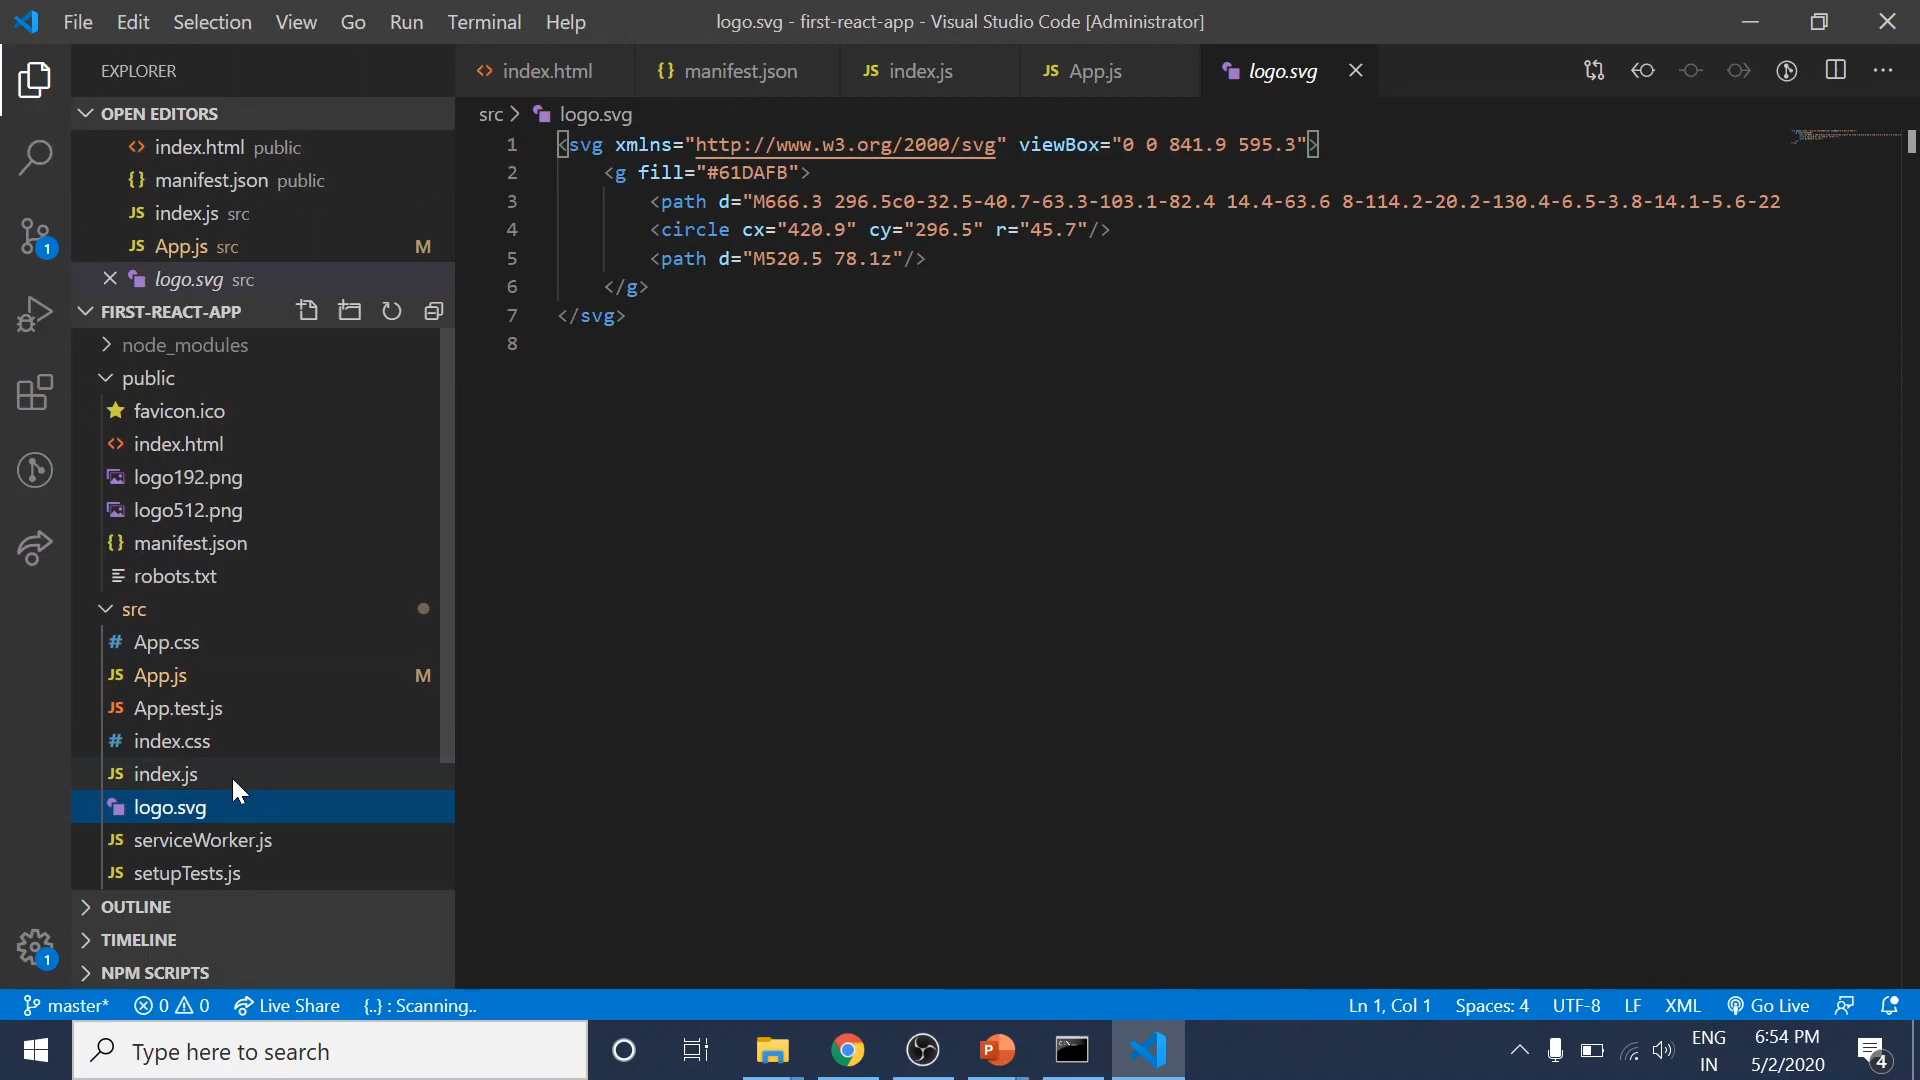 File Edit Selection View Go Run Terminal Help
logo.svg - first-react-app - Visual Studio Code [Administrator]
EXPLORER
OPEN EDITORS
index.html public
manifest.json public
index.js src
App.js src M
logo.svg src
FIRST-REACT-APP
node_modules
public
favicon.ico
index.html
logo192.png
logo512.png
manifest.json
robots.txt
src
App.css
App.js M
App.test.js
index.css
index.js
logo.svg
serviceWorker.js
setupTests.js
OUTLINE
TIMELINE
NPM SCRIPTS
index.html manifest.json JS index.js JS App.js logo.svg
src > logo.svg
1 <svg xmlns="http://www.w3.org/2000/svg" viewBox="0 0 841.9 595.3">
2 <g fill="#61DAFB">
3 <path d="M666.3 296.5c0-32.5-40.7-63.3-103.1-82.4 14.4-63.6 8-114.2-20.2-130.4-6.5-3.8-14.1-5.6-22
4 <circle cx="420.9" cy="296.5" r="45.7"/>
5 <path d="M520.5 78.1z"/>
6 </g>
7 </svg>
8
master* 0 0 Live Share {..} : Scanning..
Ln 1, Col 1 Spaces: 4 UTF-8 LF XML Go Live
Type here to search
ENG
IN
6:54 PM
5/2/2020
4